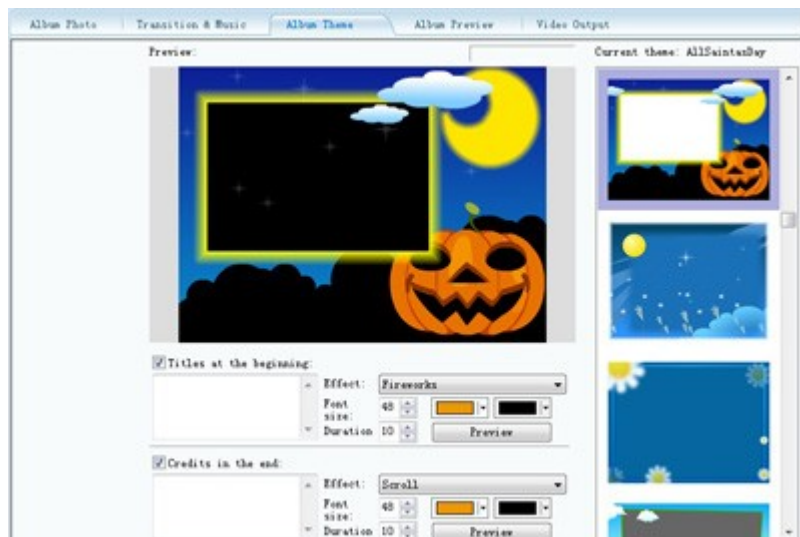 Album Photo Transition & Music Album Theme Album Preview Video Output
Preview: Current theme: AllSaintsDay
Titles at the beginning:
Effect: Fireworks
Font size: 48
Duration 10 Preview
Credits in the end:
Effect: Scroll
Font size: 48
Duration 10 Preview